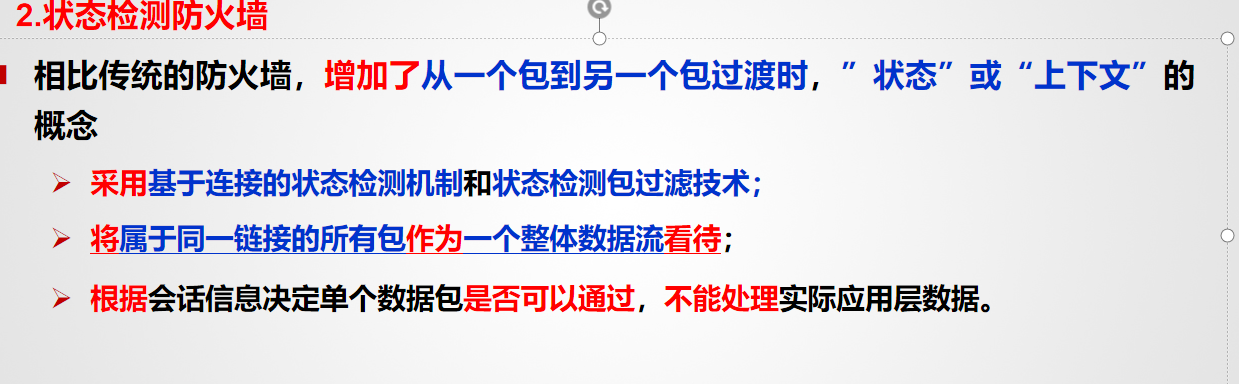 2.状态检测防火墙
相比传统的防火墙，增加了从一个包到另一个包过渡时，”状态”或“上下文”的
概念
采用基于连接的状态检测机制和状态检测包过滤技术；
将属于同一链接的所有包作为一个整体数据流看待；
根据会话信息决定单个数据包是否可以通过，不能处理实际应用层数据。